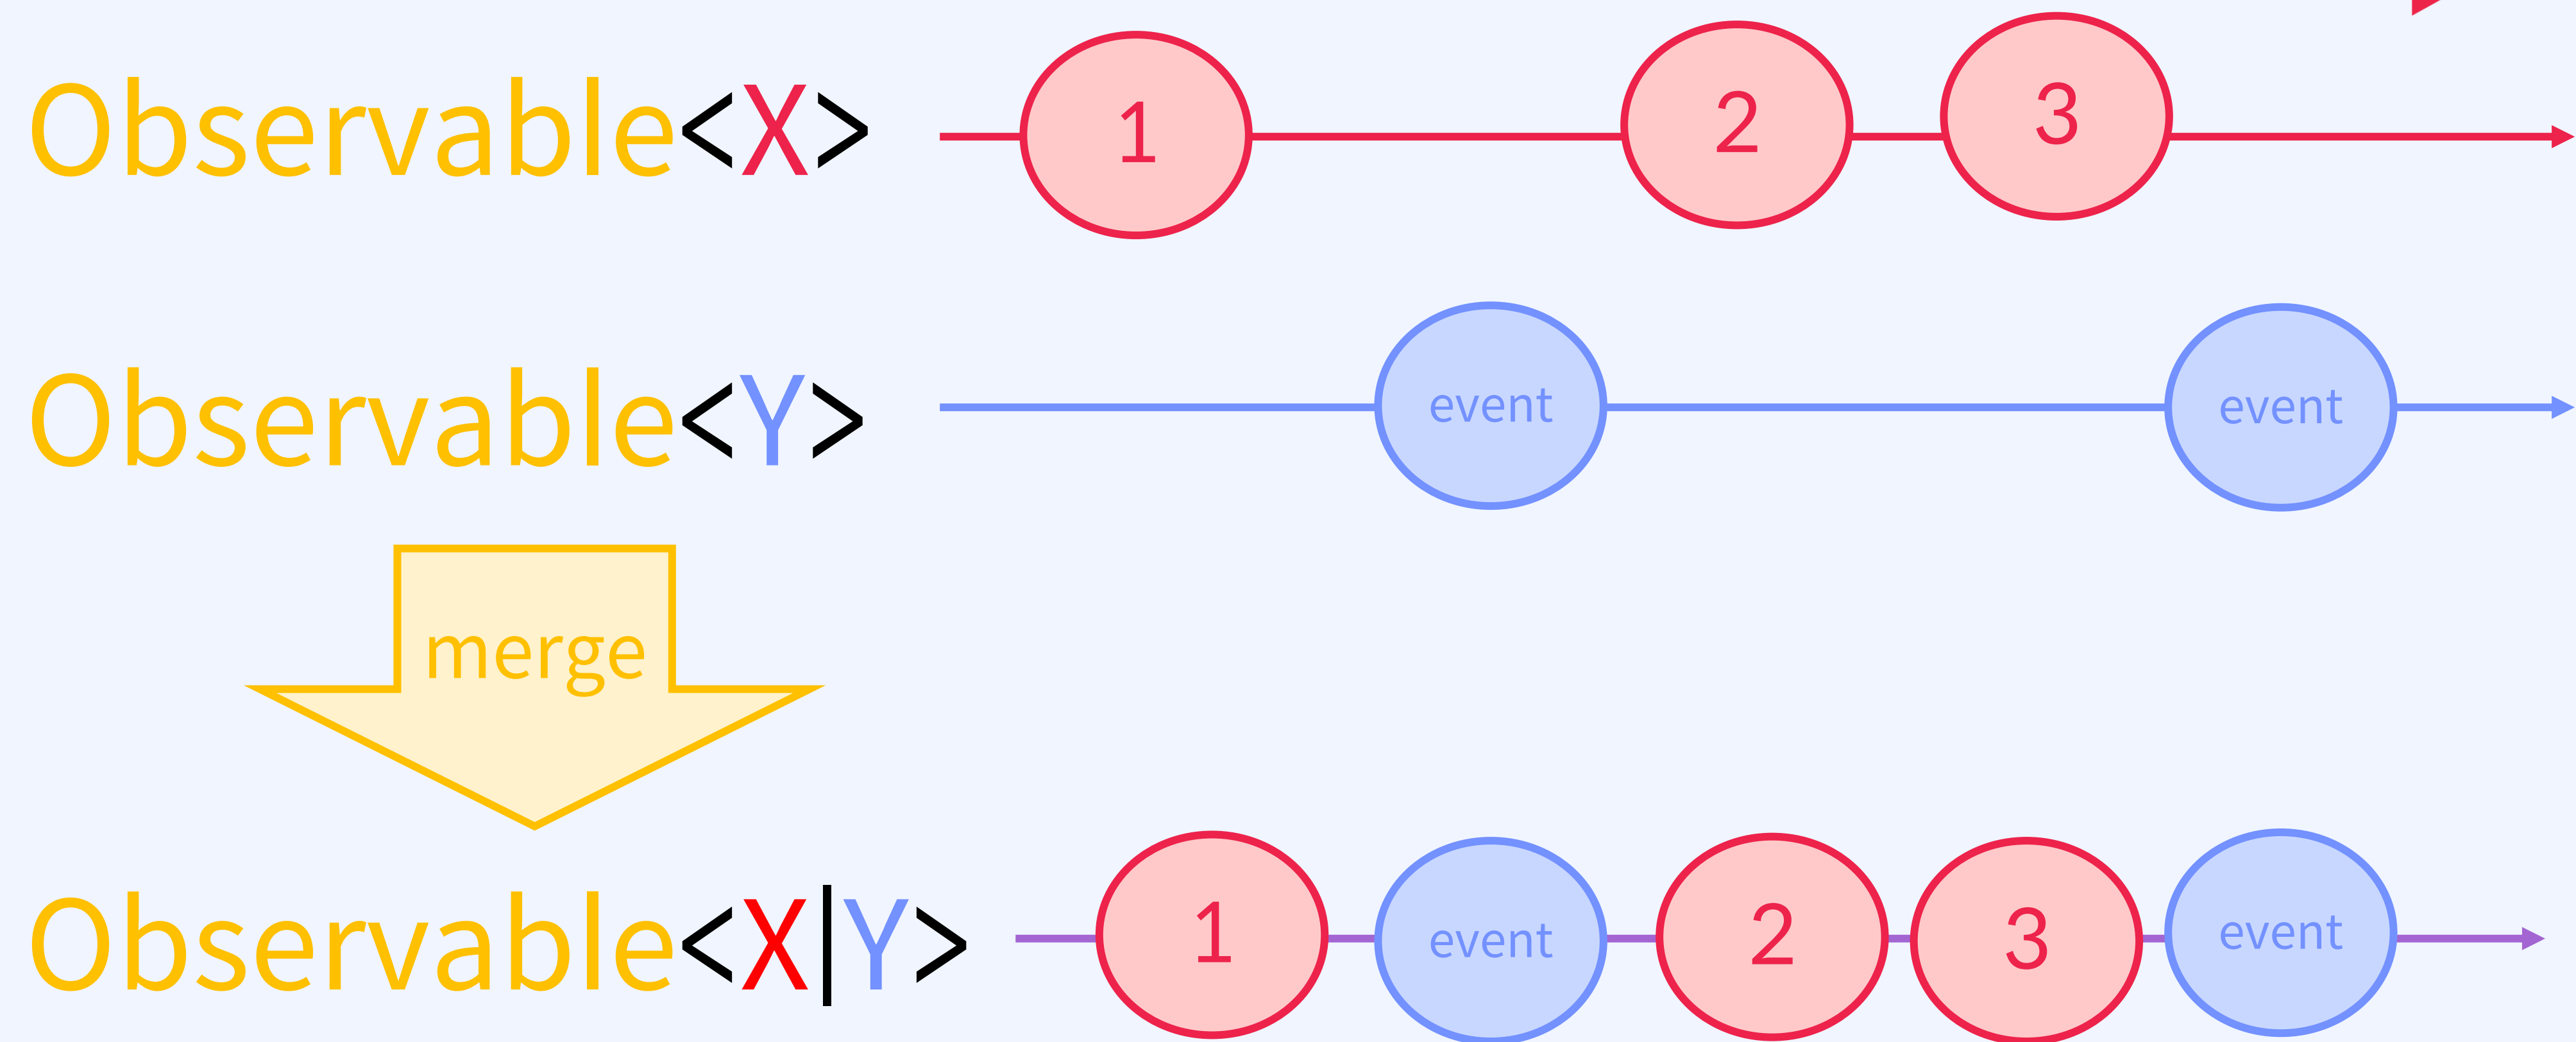 Observable<X> 1 2 3
Observable<Y> event event
merge
Observable<X|Y> 1 event 2 3 event